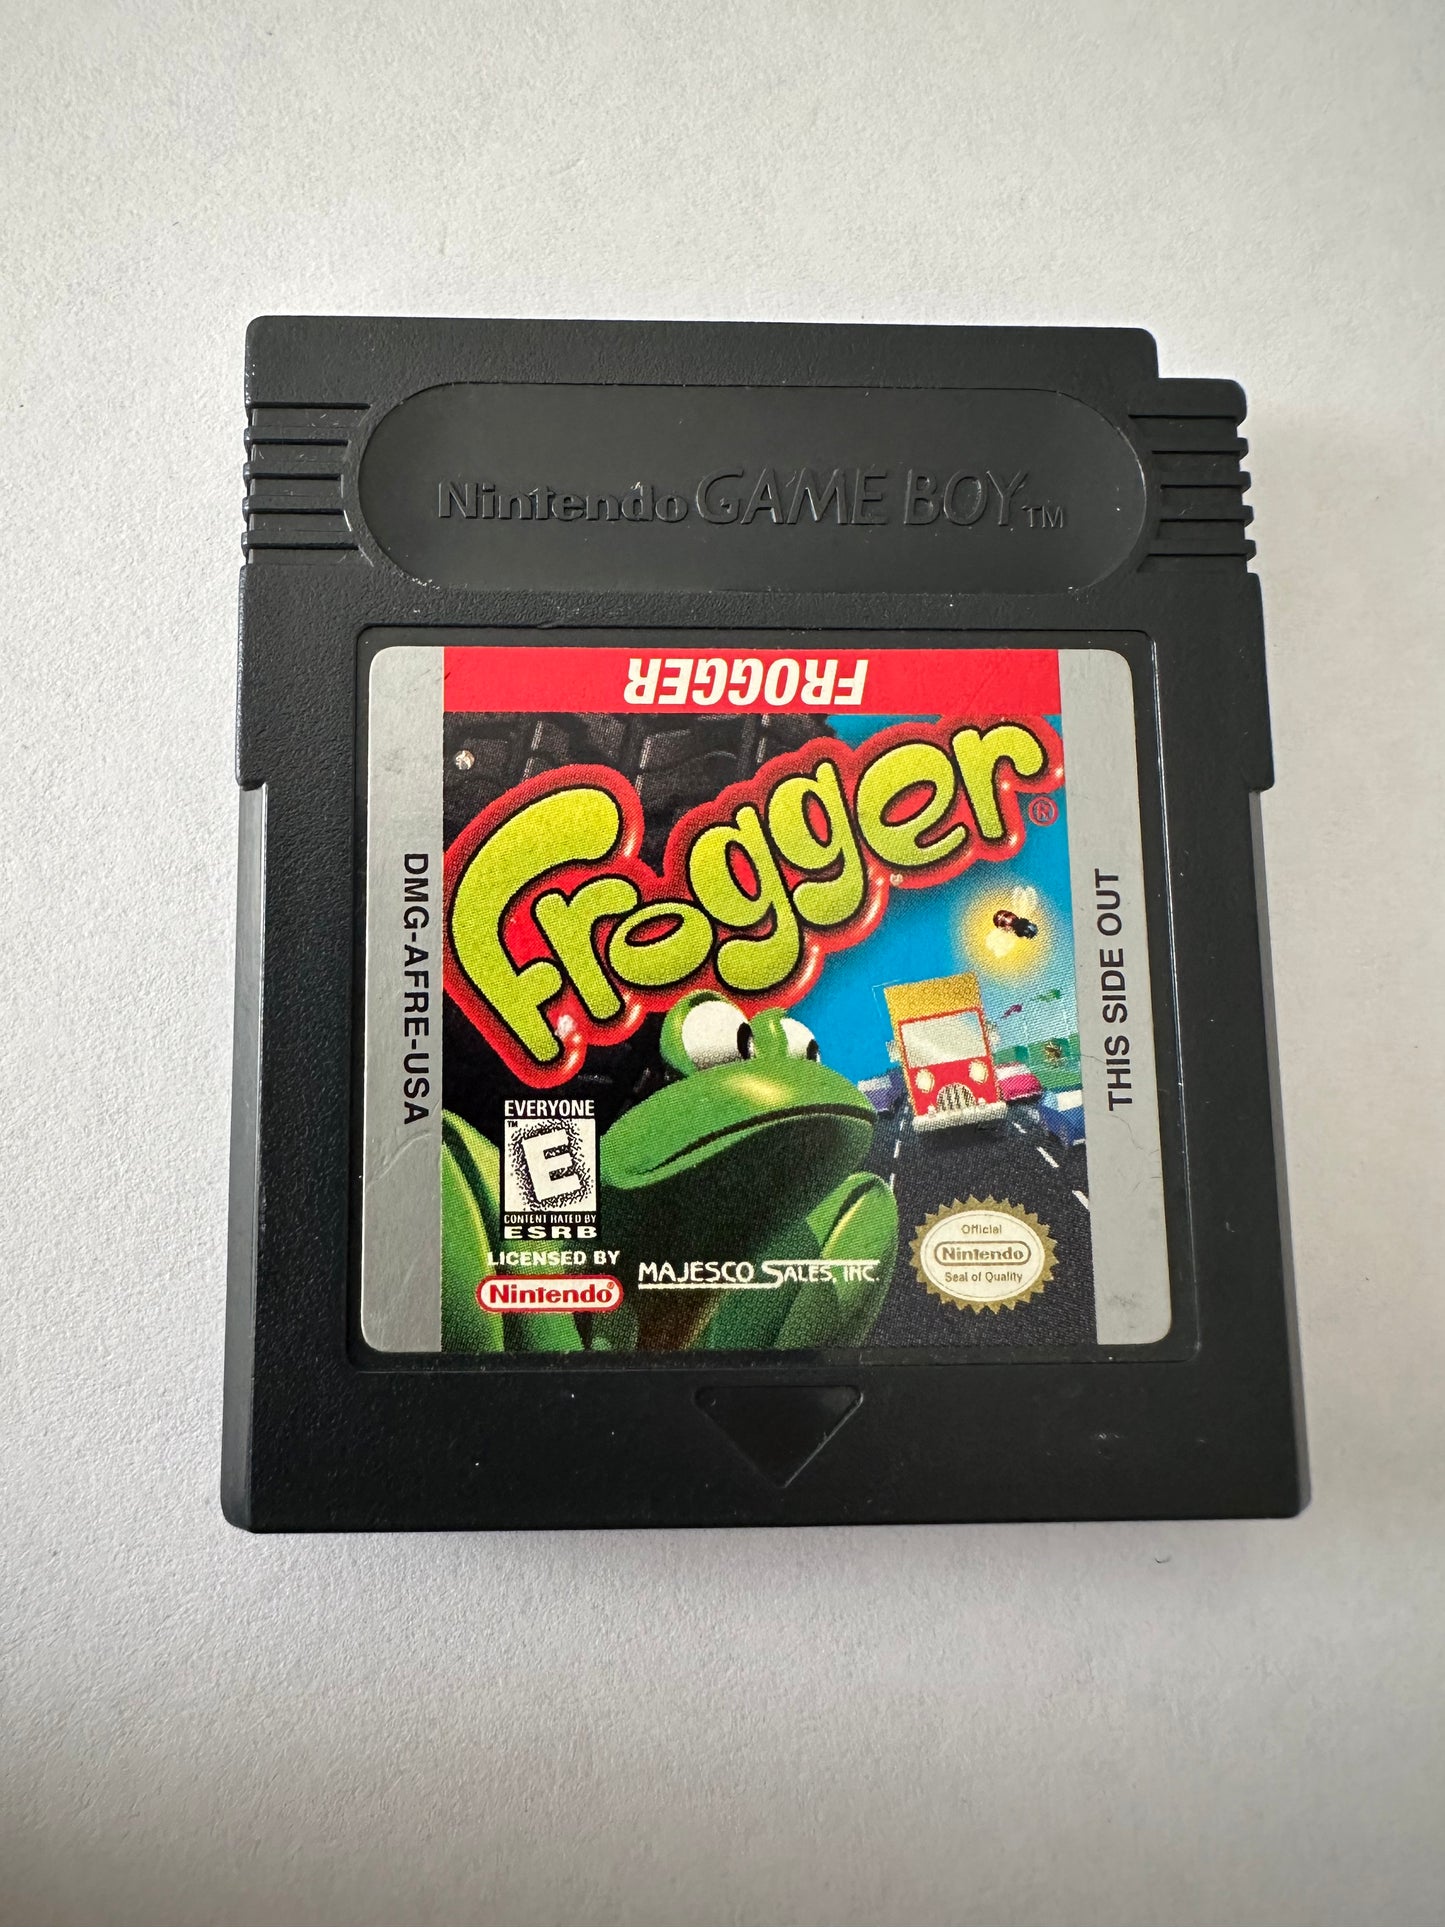 Nintendo GAME BOY TM
FROGGER
Frogger ®
DMG-AFRE-USA
THIS SIDE OUT
EVERYONE
TM
E
CONTENT RATED BY
ESRB
LICENSED BY
Nintendo®
MAJESCO SALES, INC.
Official
Nintendo
Seal of Quality